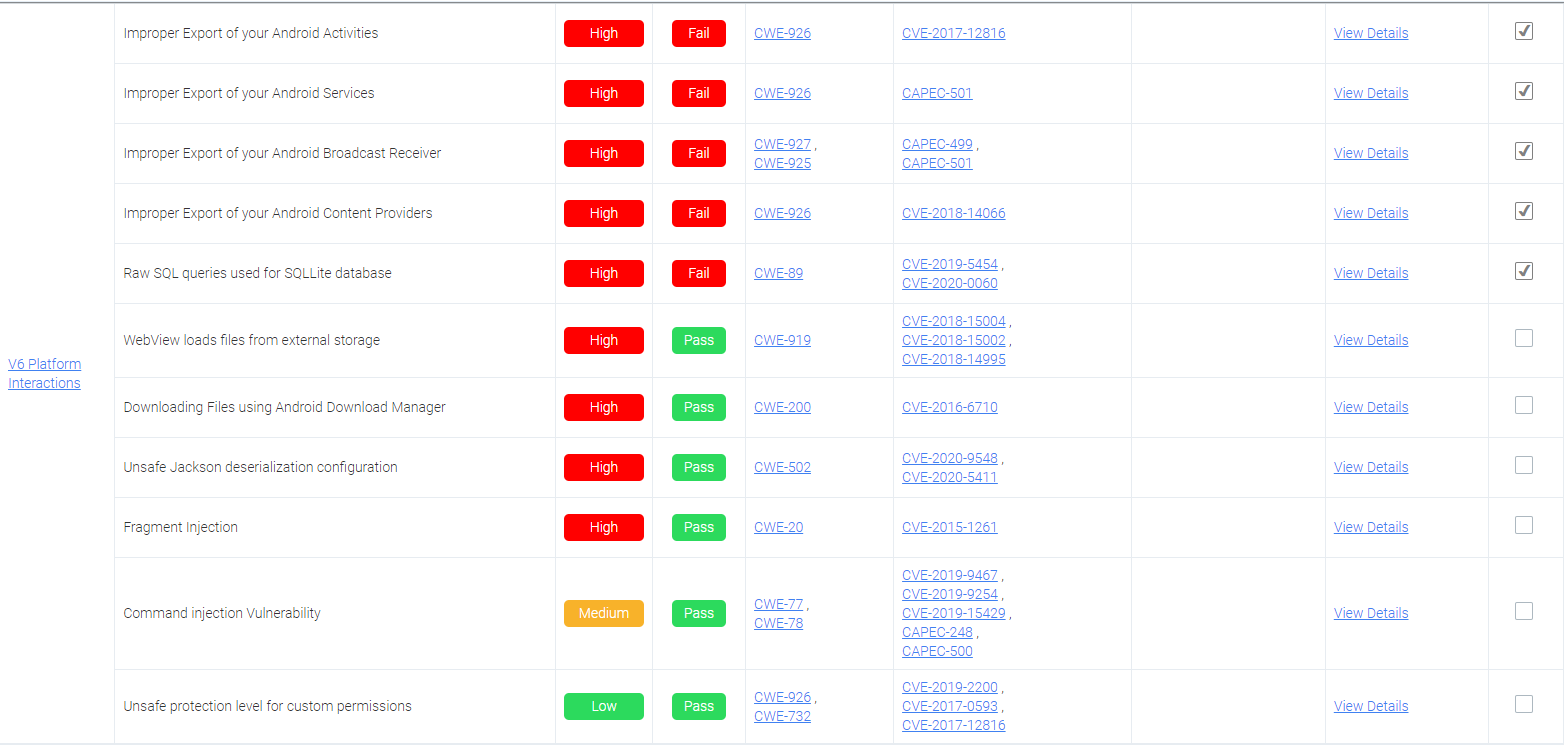 Improper Export of your Android Activities High Fail CWE-926 CVE-2017-12816 View Details
Improper Export of your Android Services High Fail CWE-926 CAPEC-501 View Details
Improper Export of your Android Broadcast Receiver High Fail CWE-927 , CAPEC-499 , View Details
CWE-925 CAPEC-501
Improper Export of your Android Content Providers High Fail CWE-926 CVE-2018-14066 View Details
Raw SQL queries used for SQLLite database High Fail CWE-89 CVE-2019-5454 , View Details
CVE-2020-0060
WebView loads files from external storage High Pass CWE-919 CVE-2018-15004 , View Details
CVE-2018-15002 ,
CVE-2018-14995
V6 Platform
Interactions
Downloading Files using Android Download Manager High Pass CWE-200 CVE-2016-6710 View Details
Unsafe Jackson deserialization configuration High Pass CWE-502 CVE-2020-9548 , View Details
CVE-2020-5411
Fragment Injection High Pass CWE-20 CVE-2015-1261 View Details
Command injection Vulnerability Medium Pass CWE-77 , CVE-2019-9467 , View Details
CWE-78 CVE-2019-9254 ,
CVE-2019-15429 ,
CAPEC-248 ,
CAPEC-500
Unsafe protection level for custom permissions Low Pass CWE-926 , CVE-2019-2200 , View Details
CWE-732 CVE-2017-0593 ,
CVE-2017-12816